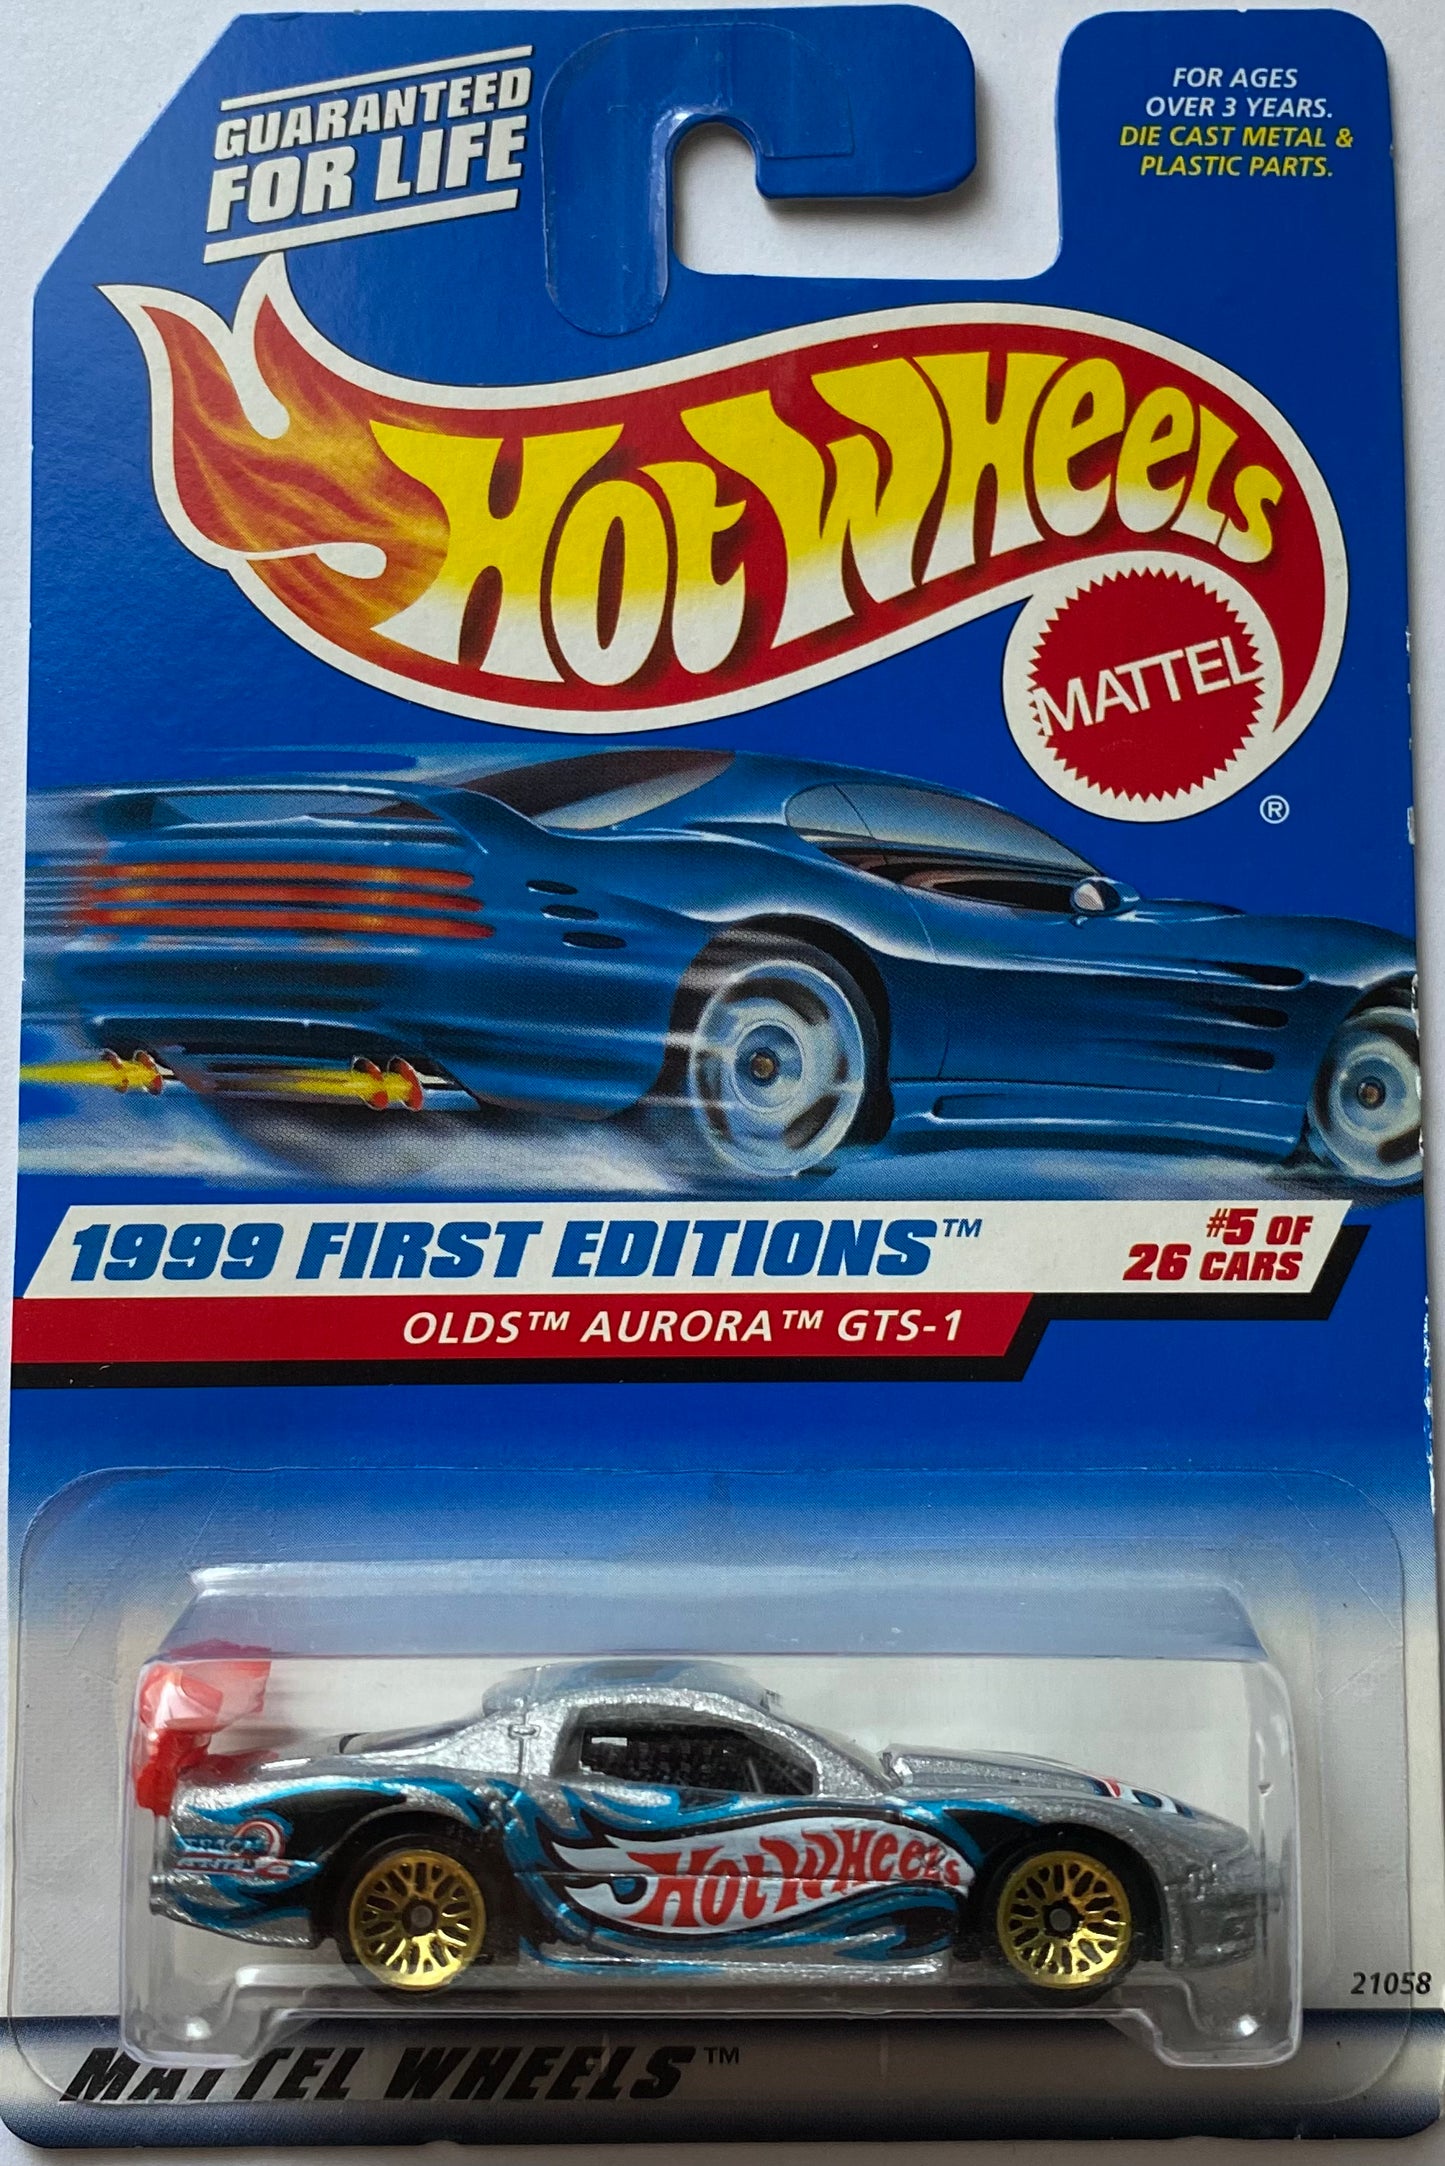 GUARANTEED
FOR LIFE
FOR AGES
OVER 3 YEARS.
DIE CAST METAL &
PLASTIC PARTS.
HOT WHEELS
MATTEL
®
1999 FIRST EDITIONS™
#5 OF
26 CARS
OLDS™ AURORA™ GTS-1
TRACK
HOT WHEELS
21058
MATTEL WHEELS™